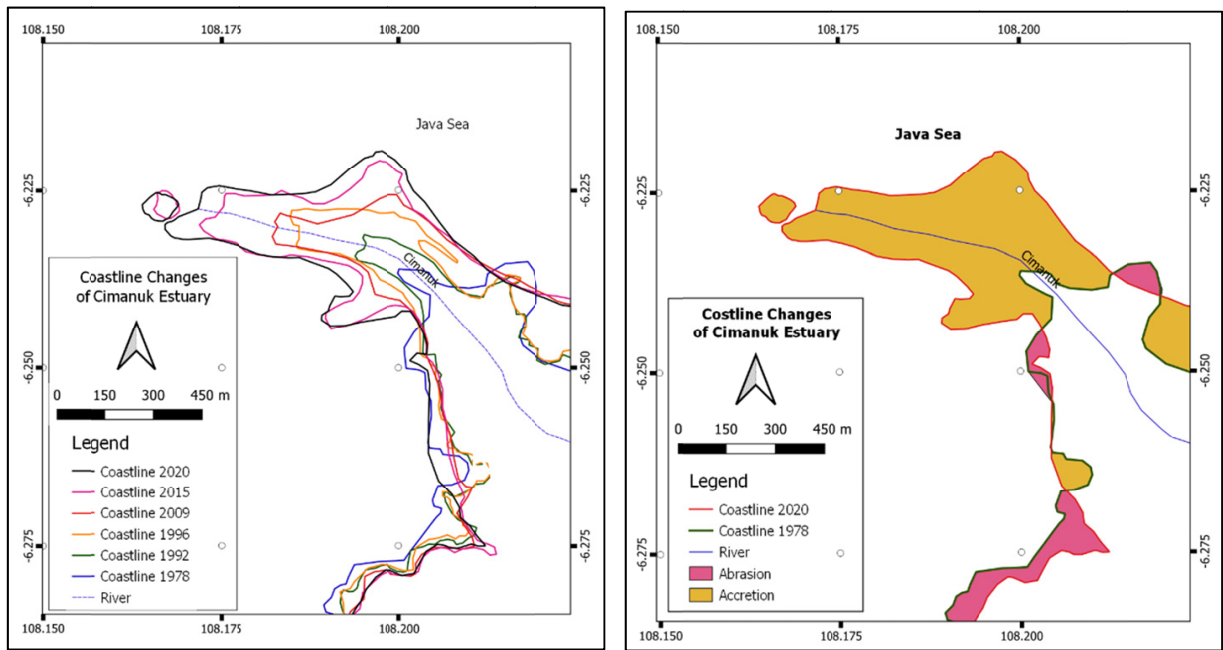 108.150 108.175 108.200
Java Sea
-6.225 -6.225
Cimanuk
Coastline Changes
of Cimanuk Estuary
-6.250 -6.250
0 150 300 450 m
Legend
Coastline 2020
Coastline 2015
Coastline 2009
Coastline 1996
Coastline 1992
Coastline 1978
River
-6.275 -6.275
108.150 108.175 108.200
108.150 108.175 108.200
Java Sea
-6.225 -6.225
Cimanuk
Costline Changes
of Cimanuk Estuary
-6.250 -6.250
0 150 300 450 m
Legend
Coastline 2020
Coastline 1978
River
Abrasion
Accretion
-6.275 -6.275
108.150 108.175 108.200